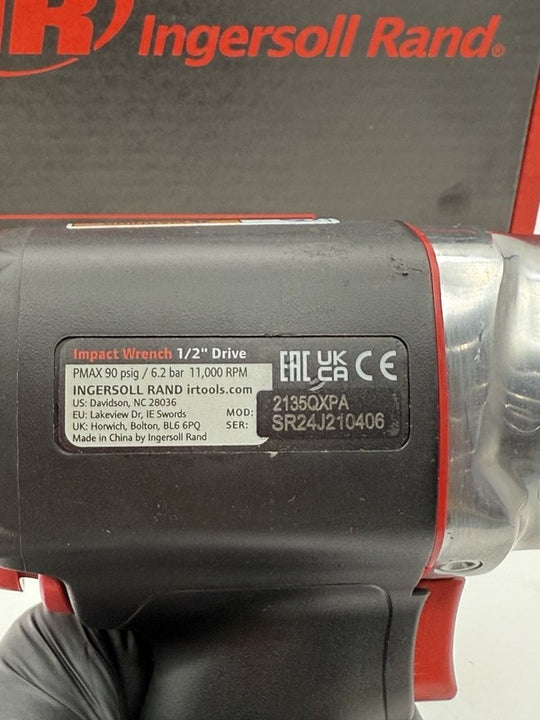 IR Ingersoll Rand®
Impact Wrench 1/2" Drive
PMAX 90 psig / 6.2 bar 11,000 RPM
INGERSOLL RAND irtools.com
US: Davidson, NC 28036
EU: Lakeview Dr, IE Swords
UK: Horwich, Bolton, BL6 6PQ
Made in China by Ingersoll Rand
EAC UK CA CE
MOD: 2135QXPA
SER: SR24J210406